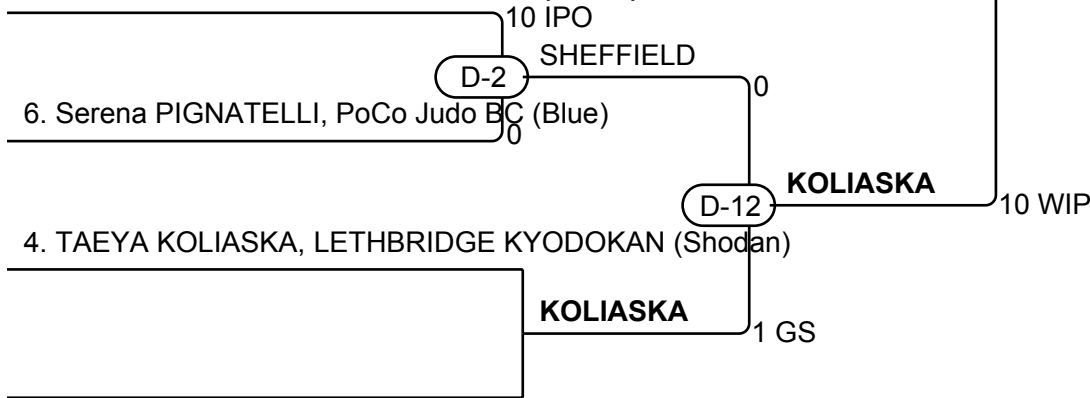 10 IPO
SHEFFIELD
D-2
0
6. Serena PIGNATELLI, PoCo Judo BC (Blue)
0
KOLIASKA
D-12
10 WIP
4. TAEYA KOLIASKA, LETHBRIDGE KYODOKAN (Shodan)
KOLIASKA
1 GS